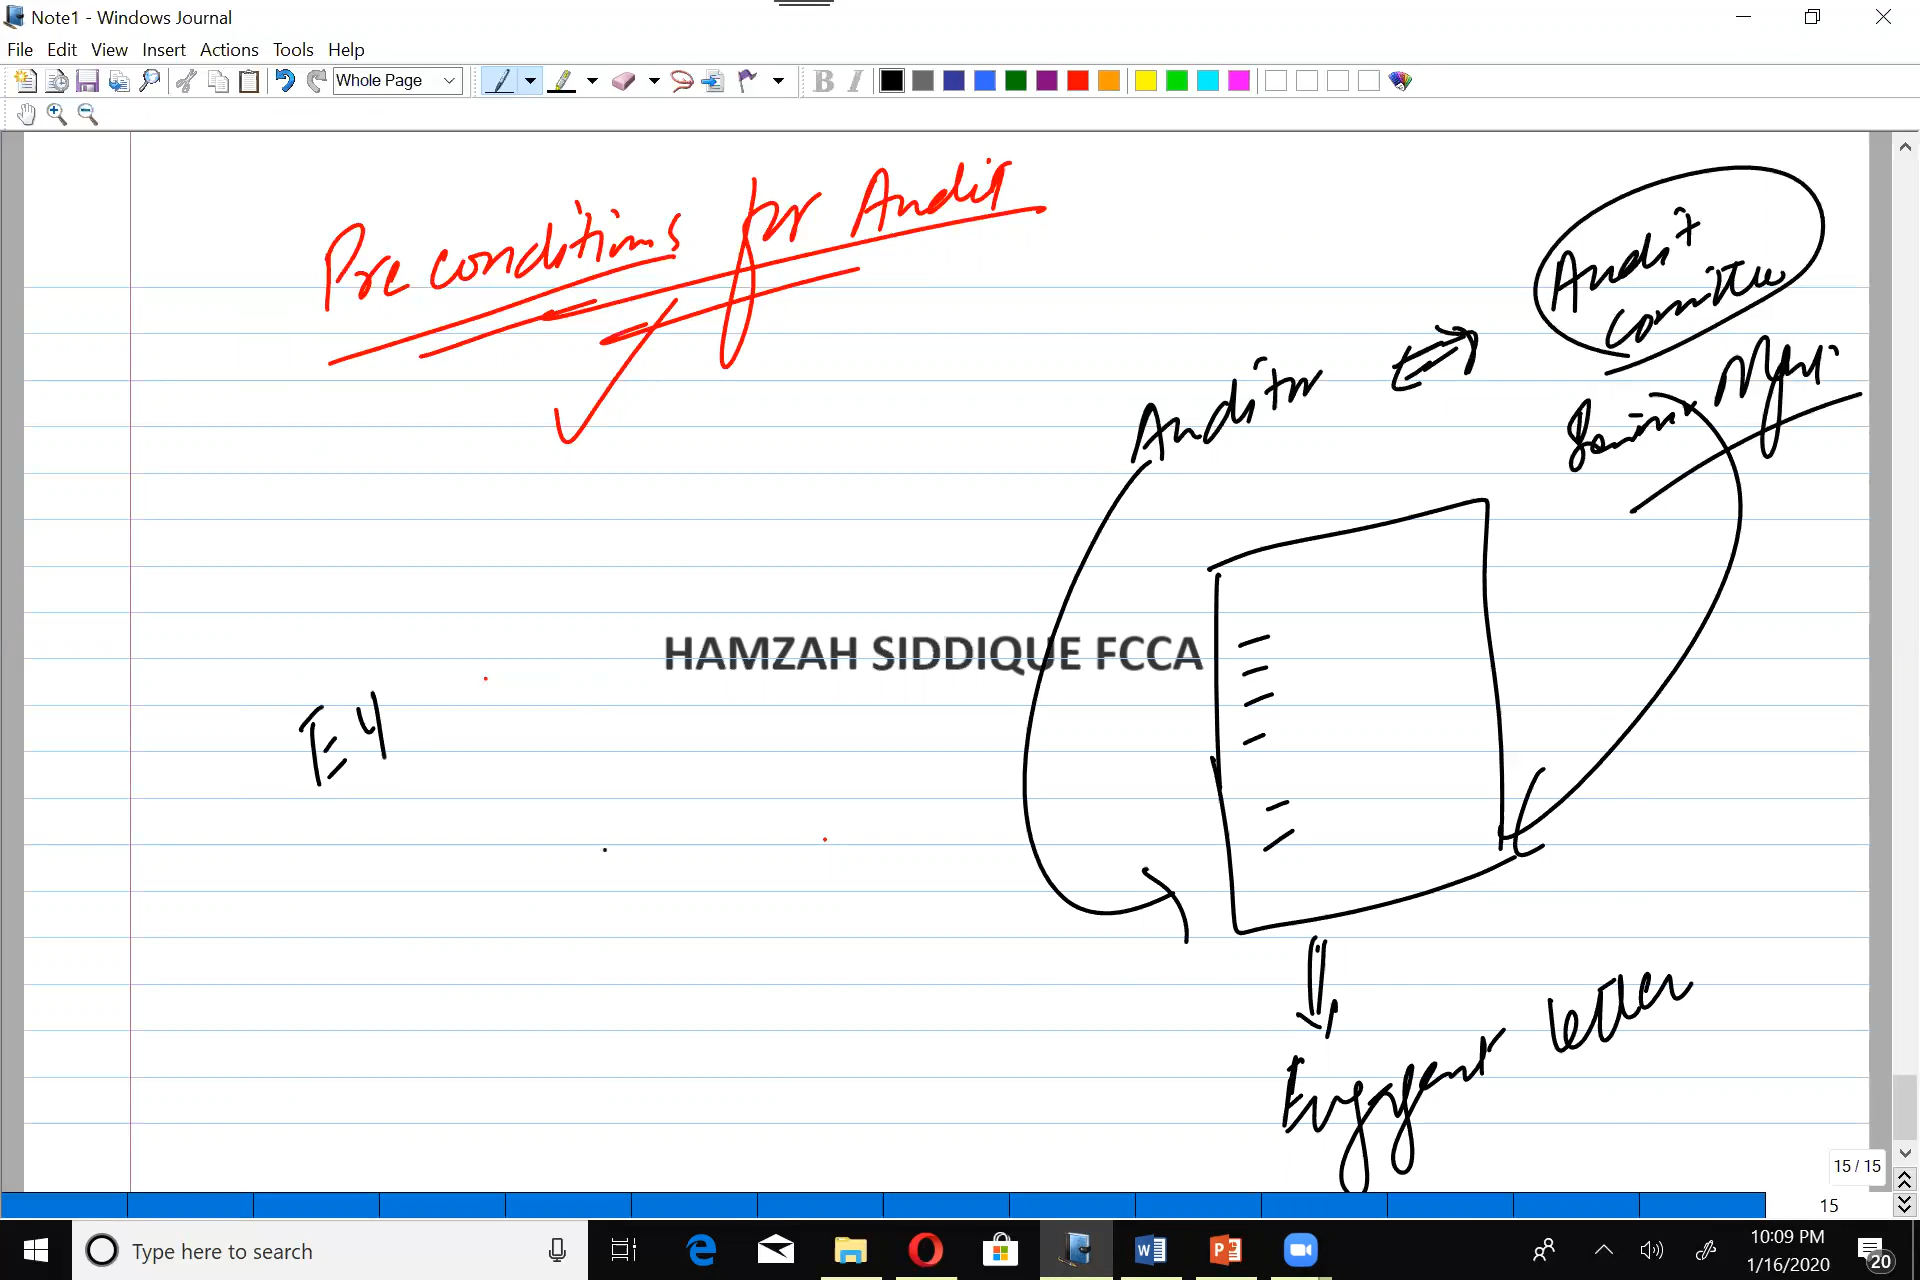 Note1 - Windows Journal
File Edit View Insert Actions Tools Help
Whole Page
B I
Pre conditions for Audit
Audit
Committee
Auditor
Senior Mgmt
HAMZAH SIDDIQUE FCCA
E4
Engagement letter
15 / 15
15
Type here to search
10:09 PM
1/16/2020
20